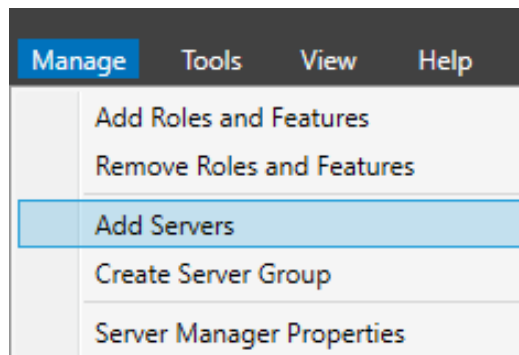 Manage Tools View Help
Add Roles and Features
Remove Roles and Features
Add Servers
Create Server Group
Server Manager Properties